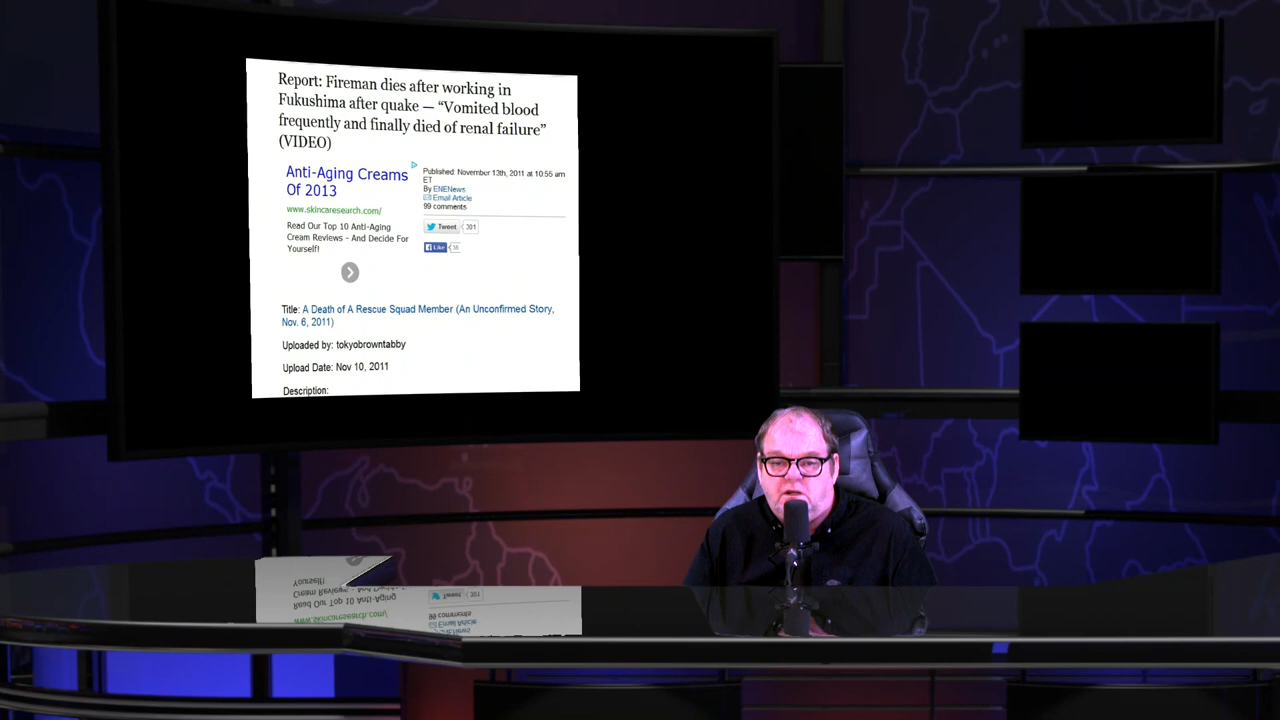 Report: Fireman dies after working in
Fukushima after quake — “Vomited blood
frequently and finally died of renal failure”
(VIDEO)
Anti-Aging Creams
Of 2013
www.skincaresearch.com/
Read Our Top 10 Anti-Aging
Cream Reviews - And Decide For
Yourself!
Published: November 13th, 2011 at 10:55 am
ET
By ENENews
Email Article
99 comments
Tweet 301
Like 38
Title: A Death of A Rescue Squad Member (An Unconfirmed Story,
Nov. 6, 2011)
Uploaded by: tokyobrowntabby
Upload Date: Nov 10, 2011
Description: